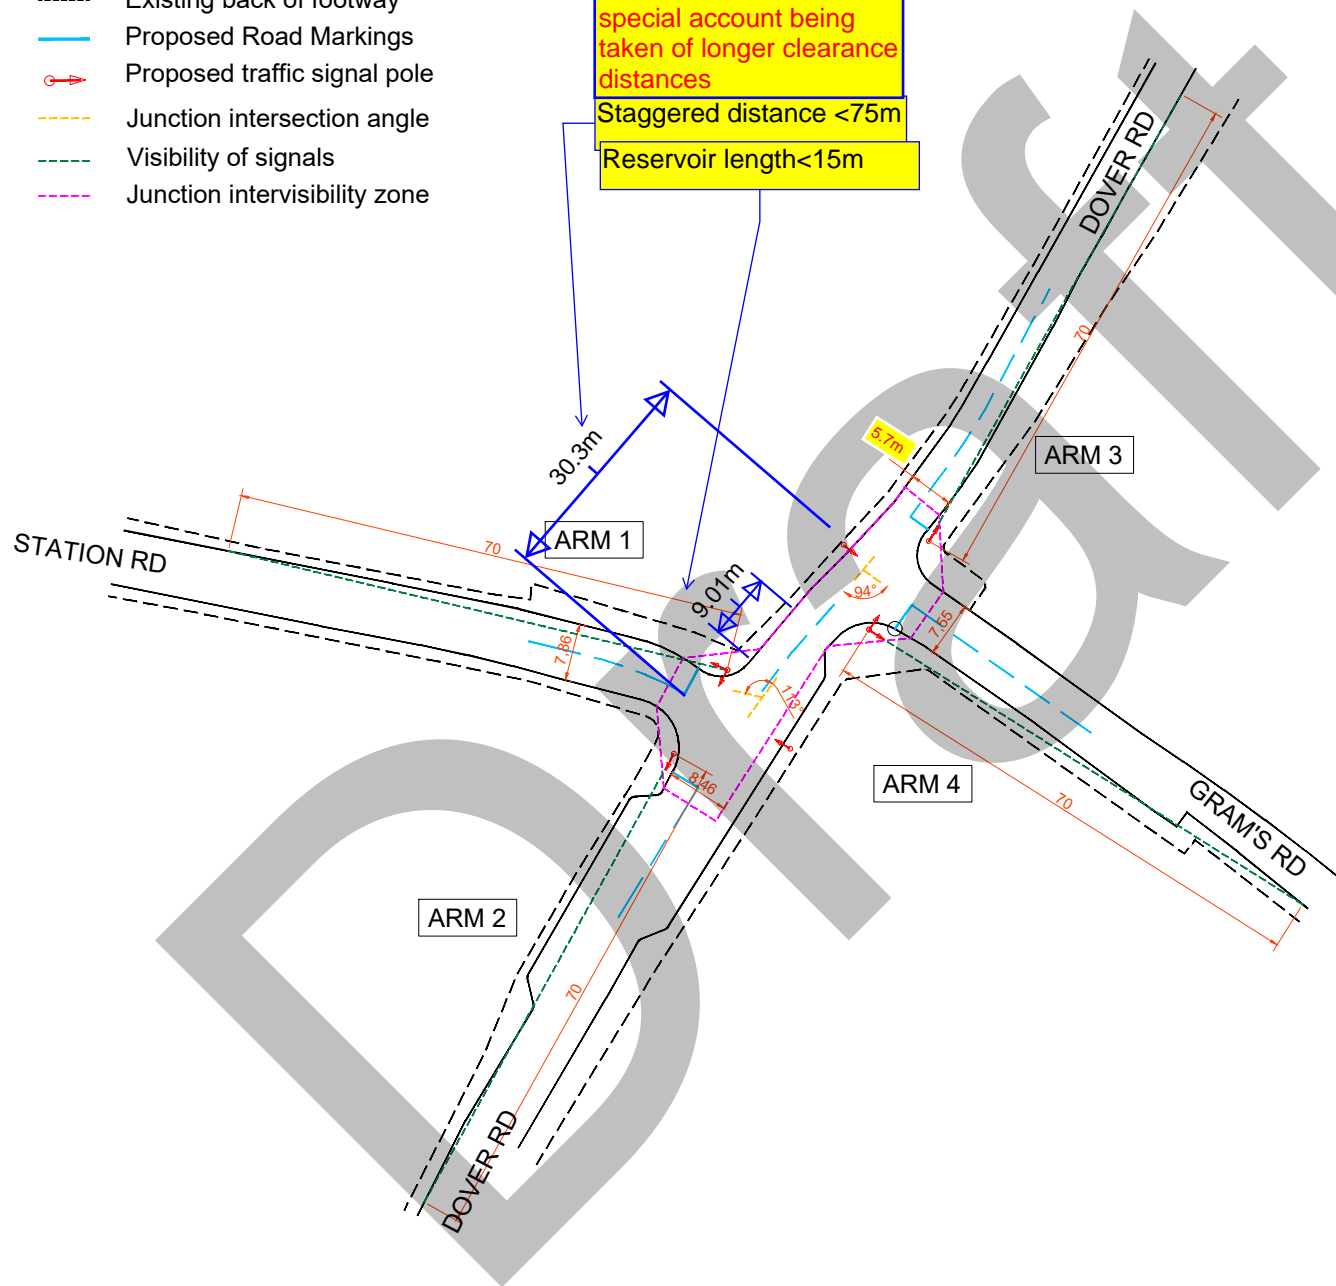 Existing back of footway
Proposed Road Markings
Proposed traffic signal pole
Junction intersection angle
Visibility of signals
Junction intervisibility zone
special account being
taken of longer clearance
distances
Staggered distance <75m
Reservoir length<15m
DOVER RD
70
5.7m
ARM 3
30.3m
ARM 1
STATION RD
70
9.01m
94°
7.55
7.86
113°
8.46
ARM 4
70
GRAM'S RD
ARM 2
70
DOVER RD
Draft